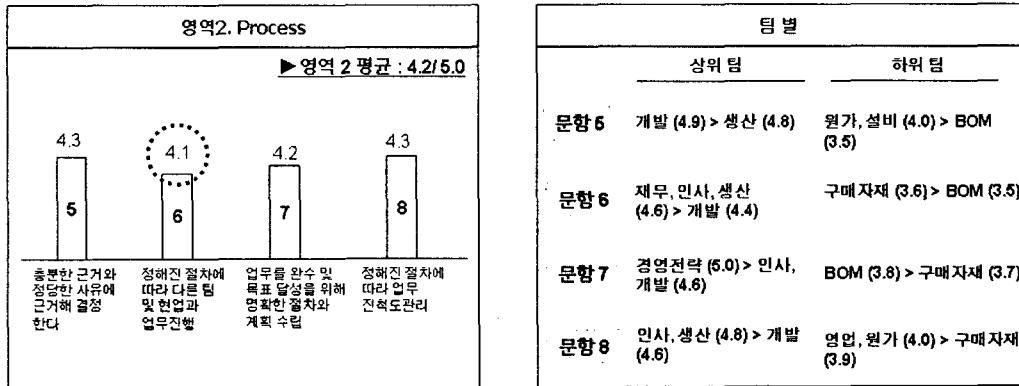 영역2. Process
▶영역 2 평균 : 4.2/5.0
4.3
4.1
4.2
4.3
5
6
7
8
충분한 근거와
정당한 사유에
근거해 결정
한다
정해진 절차에
따라 다른 팀
및 현업과
업무진행
업무를 완수 및
목표 달성을 위해
명확한 절차와
계획 수립
정해진 절차에
따라 업무
진척도관리
팀 별
상위 팀
하위 팀
문항 5
개발 (4.9) > 생산 (4.8)
원가, 설비 (4.0) > BOM
(3.5)
문항 6
재무, 인사, 생산
(4.6) > 개발 (4.4)
구매자재 (3.6) > BOM (3.5)
문항 7
경영전략 (5.0) > 인사,
개발 (4.6)
BOM (3.8) > 구매자재 (3.7)
문항 8
인사, 생산 (4.8) > 개발
(4.6)
영업, 원가 (4.0) > 구매자재
(3.9)